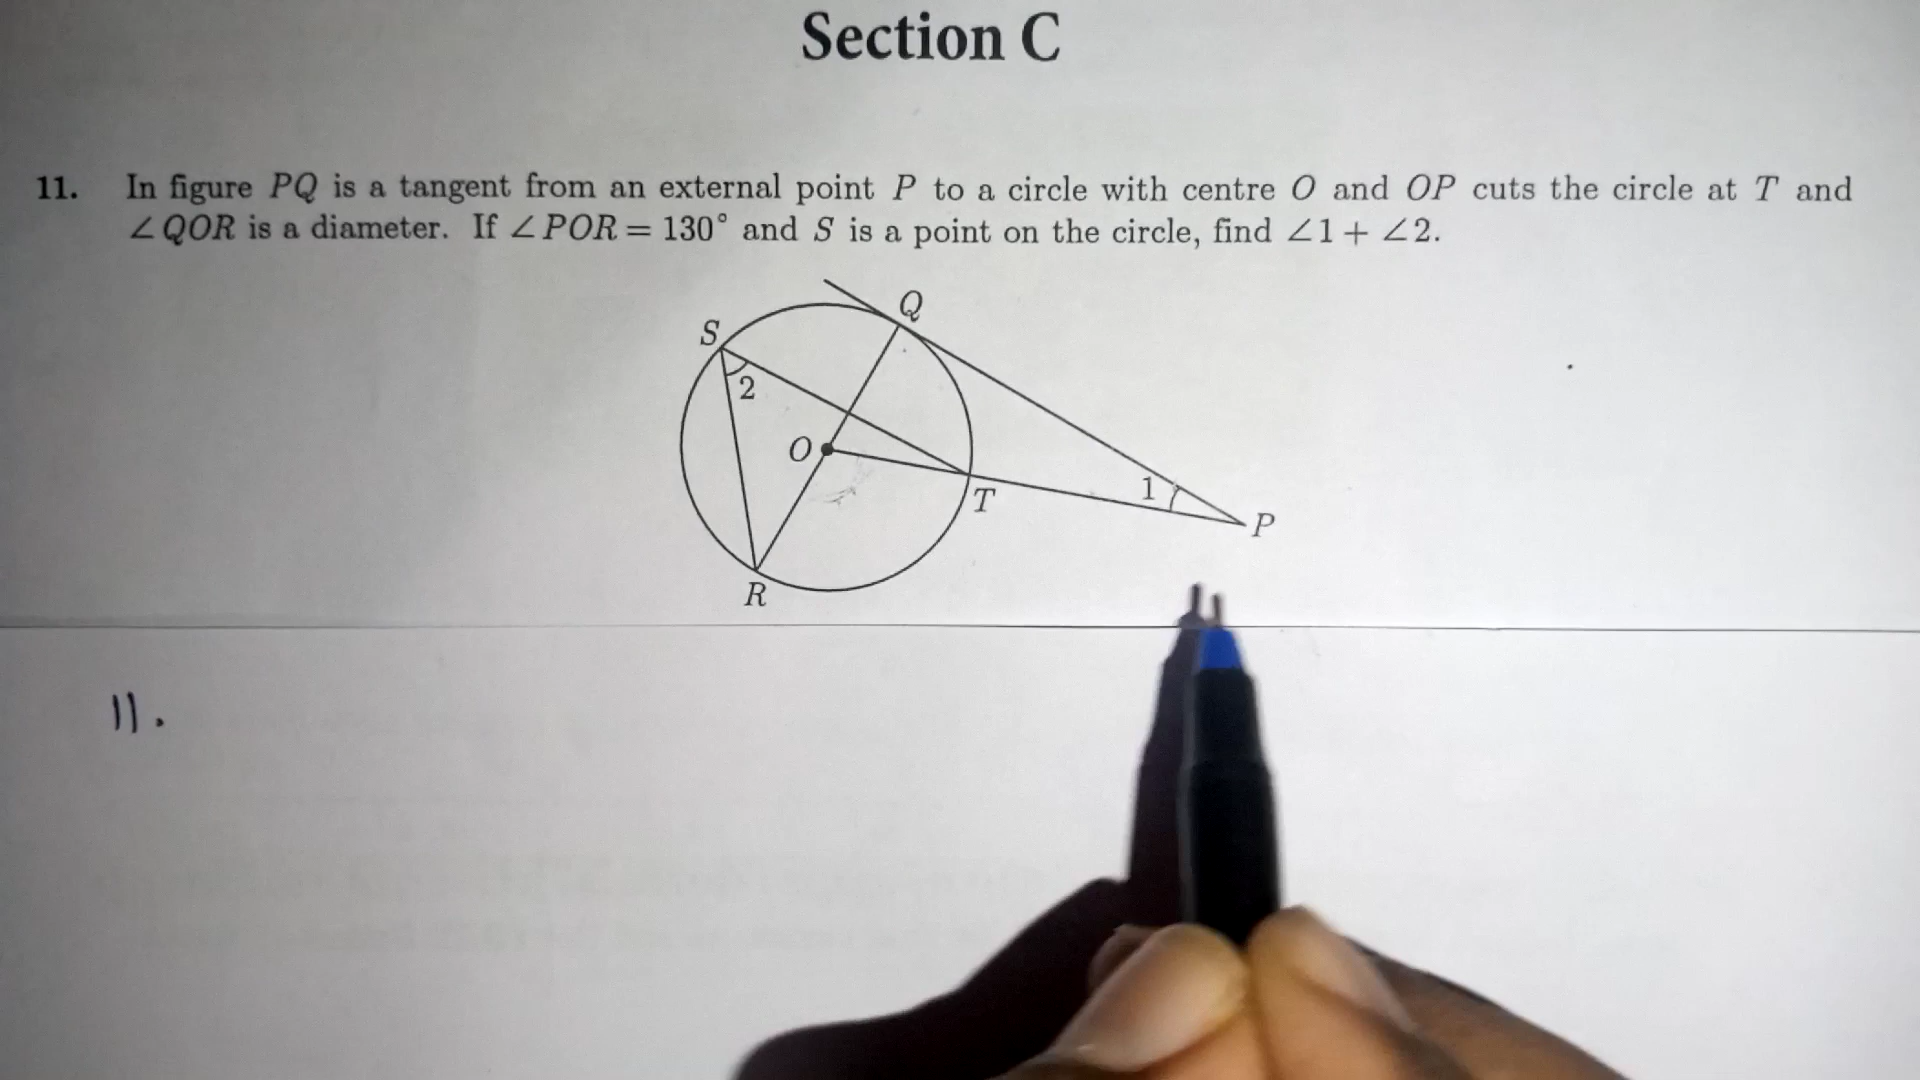 Section C
11. In figure PQ is a tangent from an external point P to a circle with centre O and OP cuts the circle at T and
∠QOR is a diameter. If ∠POR = 130° and S is a point on the circle, find ∠1 + ∠2.
Q
S
2
O
1
T
P
R
11.